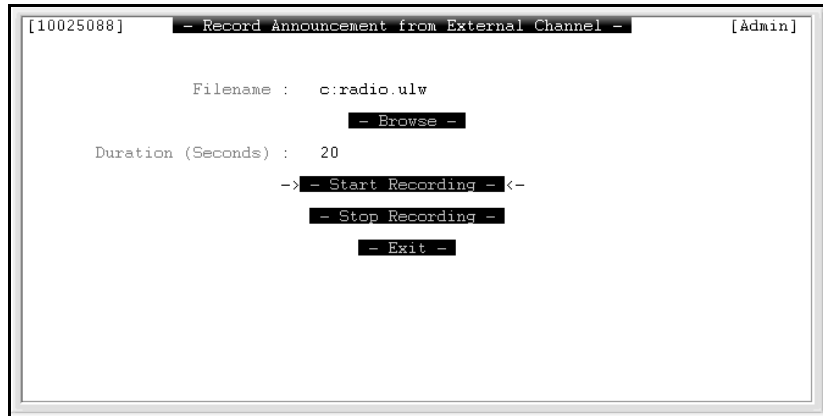 [10025088] - Record Announcement from External Channel - [Admin]
Filename : c:radio.ulw
- Browse -
Duration (Seconds) : 20
->- Start Recording -<-
- Stop Recording -
- Exit -